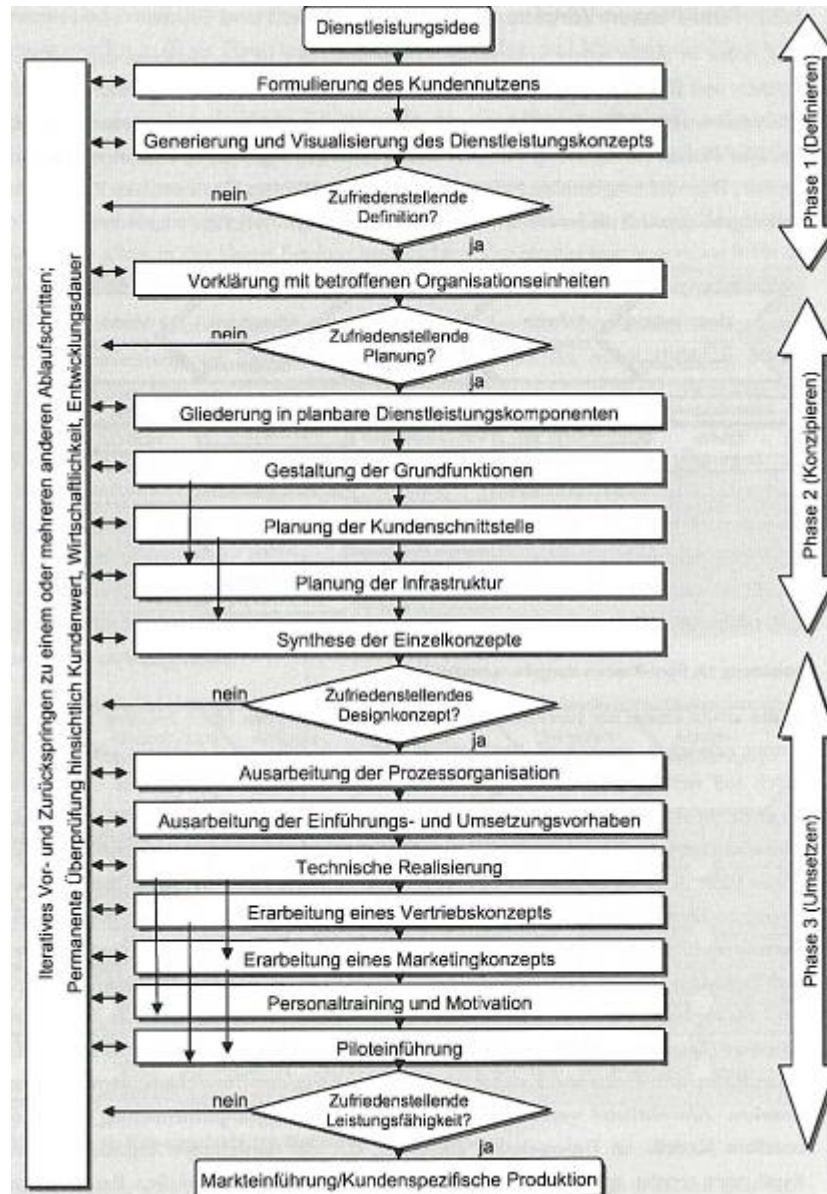 Dienstleistungsidee
Formulierung des Kundennutzens
Generierung und Visualisierung des Dienstleistungskonzepts
nein
Zufriedenstellende
Definition?
ja
Vorklärung mit betroffenen Organisationseinheiten
nein
Zufriedenstellende
Planung?
ja
Gliederung in planbare Dienstleistungskomponenten
Gestaltung der Grundfunktionen
Planung der Kundenschnittstelle
Planung der Infrastruktur
Synthese der Einzelkonzepte
nein
Zufriedenstellendes
Designkonzept?
ja
Ausarbeitung der Prozessorganisation
Ausarbeitung der Einführungs- und Umsetzungsvorhaben
Technische Realisierung
Erarbeitung eines Vertriebskonzepts
Erarbeitung eines Marketingkonzepts
Personaltraining und Motivation
Piloteinführung
nein
Zufriedenstellende
Leistungsfähigkeit?
ja
Markteinführung/Kundenspezifische Produktion
Iteratives Vor- und Zurückspringen zu einem oder mehreren anderen Ablaufschritten;
Permanente Überprüfung hinsichtlich Kundenwert, Wirtschaftlichkeit, Entwicklungsdauer
Phase 1 (Definieren)
Phase 2 (Konzipieren)
Phase 3 (Umsetzen)